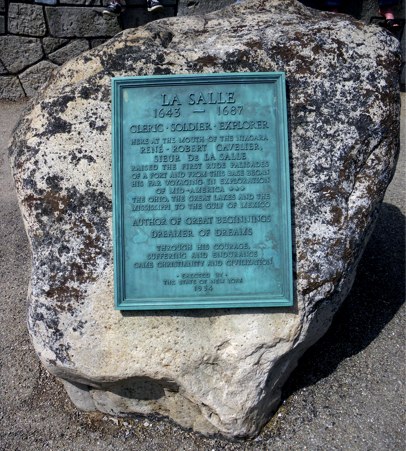 LA SALLE
1643 1687
CLERIC · SOLDIER · EXPLORER
HERE AT THE MOUTH OF THE NIAGARA
RENÉ · ROBERT CAVELIER,
SIEUR DE LA SALLE
RAISED THE FIRST RUDE PALISADES
OF A FORT AND FROM THIS BASE BEGAN
HIS FAR VOYAGING IN EXPLORATION
OF MID-AMERICA
THE OHIO, THE GREAT LAKES AND THE
MISSISSIPPI TO THE GULF OF MEXICO
AUTHOR OF GREAT BEGINNINGS
DREAMER OF DREAMS
THROUGH HIS COURAGE,
SUFFERING AND ENDURANCE
CAME CHRISTIANITY AND CIVILIZATION
ERECTED BY
THE STATE OF NEW YORK
1934